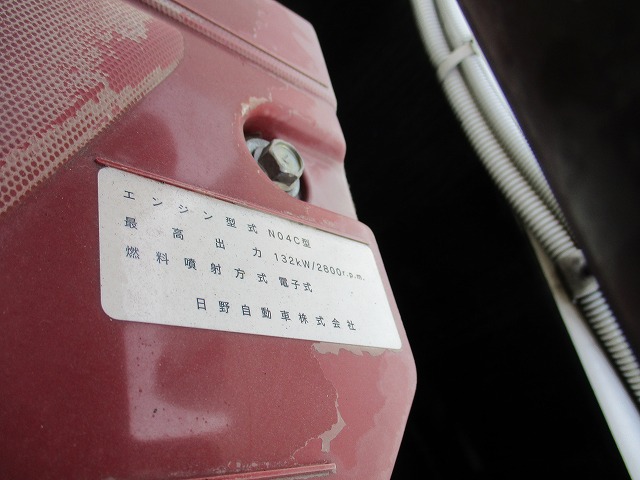 エンジン型式 N04C型
最高出力 132kW/2800r.p.m.
燃料噴射方式 電子式
日野自動車株式会社